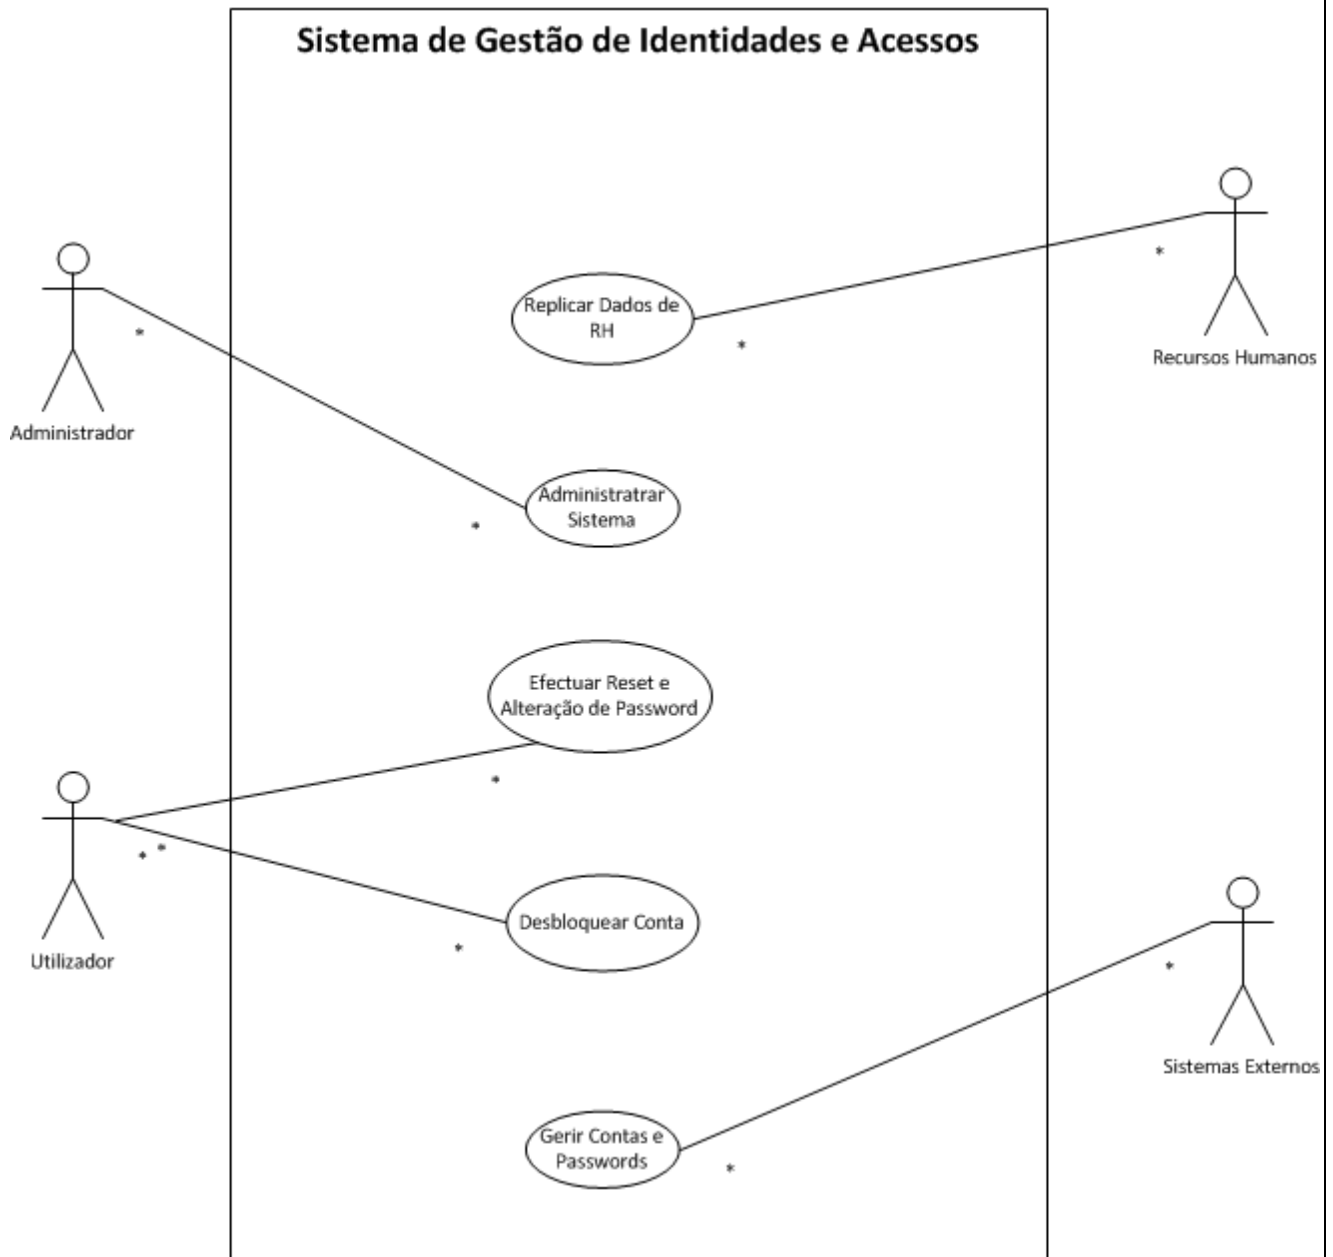 Sistema de Gestão de Identidades e Acessos
*
Replicar Dados de
RH
*
Recursos Humanos
*
Administrador
Administratrar
Sistema
*
Efectuar Reset e
Alteração de Password
*
* *
Utilizador
Desbloquear Conta
*
*
Sistemas Externos
Gerir Contas e
Passwords
*